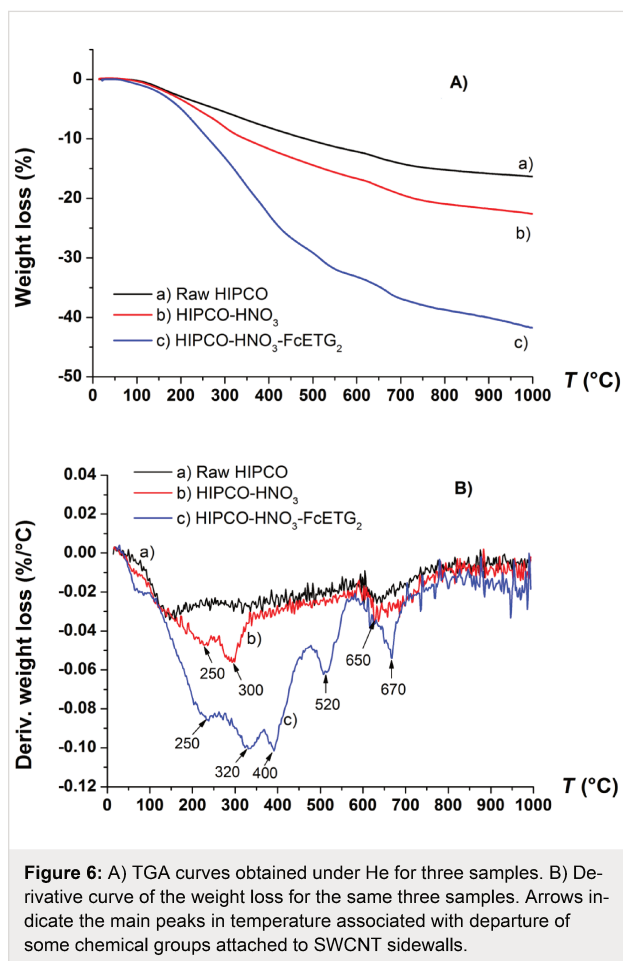 A)
0
-10
-20
-30
-40
-50
Weight loss (%)
a)
b)
c)
a) Raw HIPCO
b) HIPCO-HNO₃
c) HIPCO-HNO₃-FcETG₂
0 100 200 300 400 500 600 700 800 900 1000
T (°C)
B)
0.04
0.02
0.00
-0.02
-0.04
-0.06
-0.08
-0.10
-0.12
Deriv. weight loss (%/°C)
a) Raw HIPCO
b) HIPCO-HNO₃
c) HIPCO-HNO₃-FcETG₂
a)
b)
c)
250
300
650
670
520
250
320
400
0 100 200 300 400 500 600 700 800 900 1000
T (°C)
Figure 6: A) TGA curves obtained under He for three samples. B) De-
rivative curve of the weight loss for the same three samples. Arrows in-
dicate the main peaks in temperature associated with departure of
some chemical groups attached to SWCNT sidewalls.